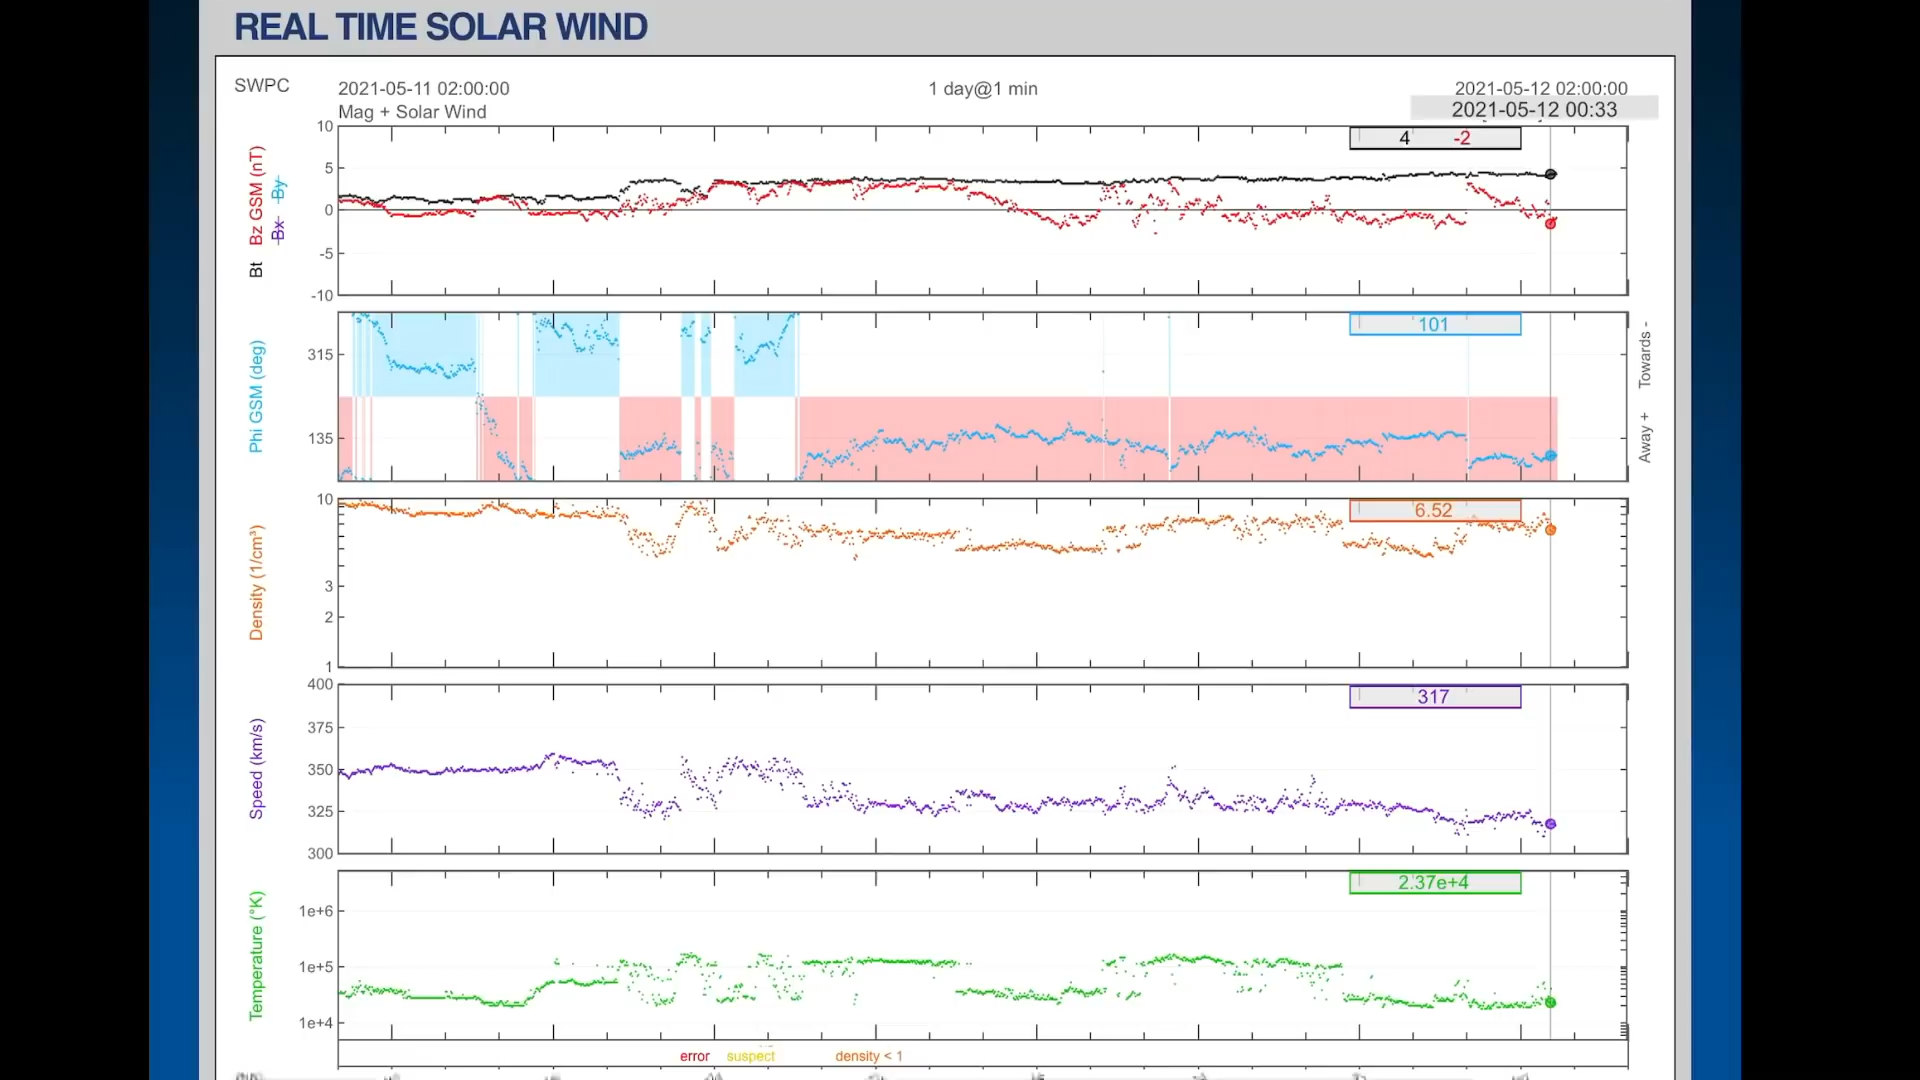 REAL TIME SOLAR WIND
SWPC
2021-05-11 02:00:00
1 day@1 min
2021-05-12 02:00:00
Mag + Solar Wind
2021-05-12 00:33
Bt Bz GSM (nT)
Bx By
10
5
0
-5
-10
4 -2
Phi GSM (deg)
315
135
101
Towards -
Away +
Density (1/cm³)
10
3
2
1
6.52
Speed (km/s)
400
375
350
325
300
317
Temperature (°K)
1e+6
1e+5
1e+4
2.37e+4
error suspect density < 1